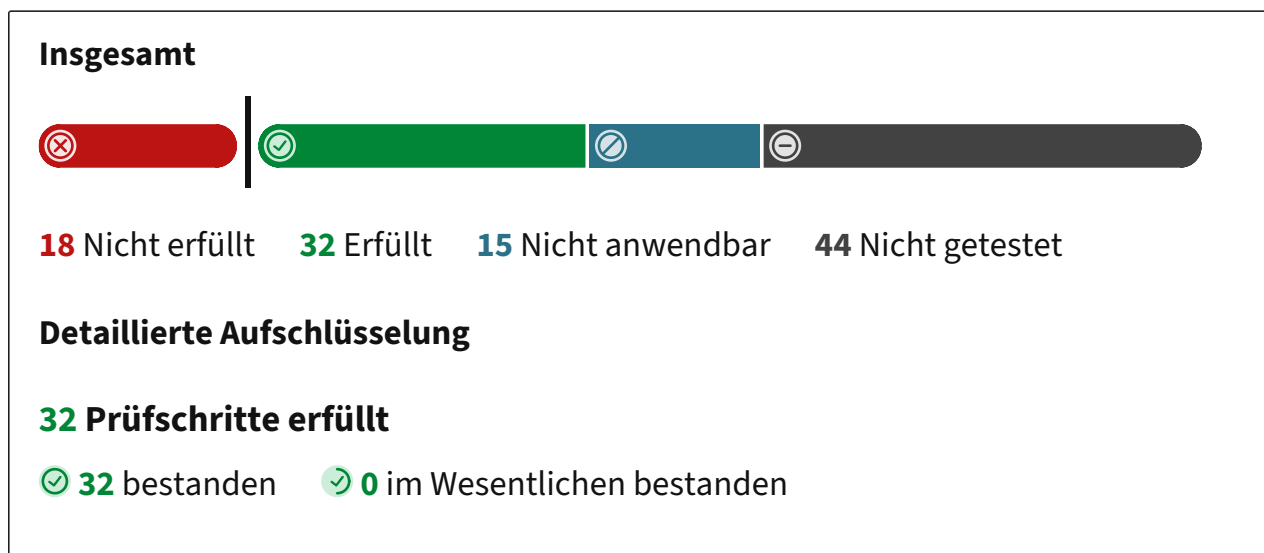 Insgesamt
18 Nicht erfüllt 32 Erfüllt 15 Nicht anwendbar 44 Nicht getestet
Detaillierte Aufschlüsselung
32 Prüfschritte erfüllt
32 bestanden 0 im Wesentlichen bestanden